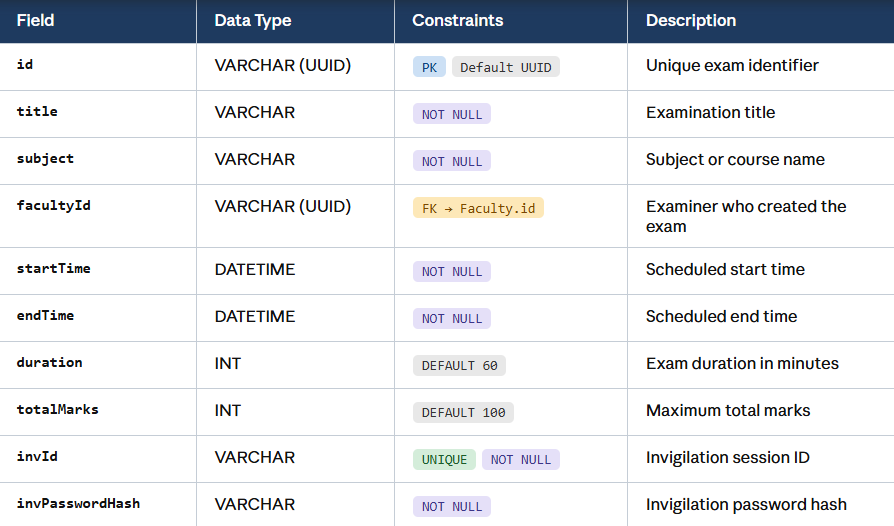 Field Data Type Constraints Description
id VARCHAR (UUID) PK Default UUID Unique exam identifier
title VARCHAR NOT NULL Examination title
subject VARCHAR NOT NULL Subject or course name
facultyId VARCHAR (UUID) FK → Faculty.id Examiner who created the
exam
startTime DATETIME NOT NULL Scheduled start time
endTime DATETIME NOT NULL Scheduled end time
duration INT DEFAULT 60 Exam duration in minutes
totalMarks INT DEFAULT 100 Maximum total marks
invId VARCHAR UNIQUE NOT NULL Invigilation session ID
invPasswordHash VARCHAR NOT NULL Invigilation password hash